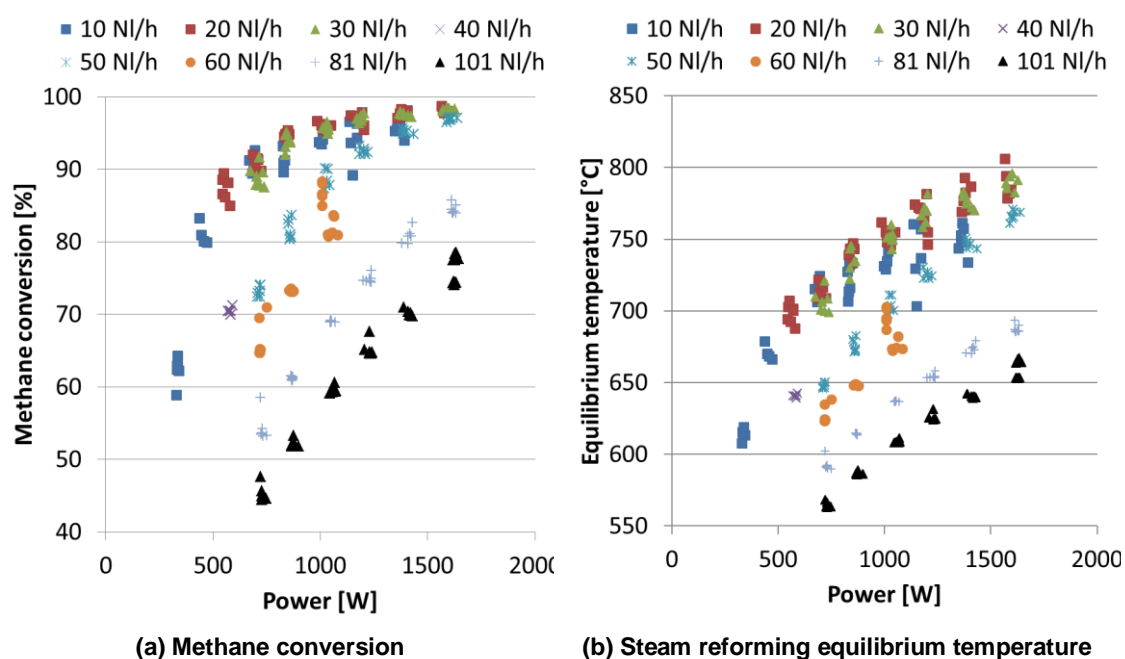 10 Nl/h 20 Nl/h 30 Nl/h 40 Nl/h
50 Nl/h 60 Nl/h 81 Nl/h 101 Nl/h
Methane conversion [%]
100
90
80
70
60
50
40
0 500 1000 1500 2000
Power [W]
(a) Methane conversion
10 Nl/h 20 Nl/h 30 Nl/h 40 Nl/h
50 Nl/h 60 Nl/h 81 Nl/h 101 Nl/h
Equilibrium temperature [°C]
850
800
750
700
650
600
550
0 500 1000 1500 2000
Power [W]
(b) Steam reforming equilibrium temperature